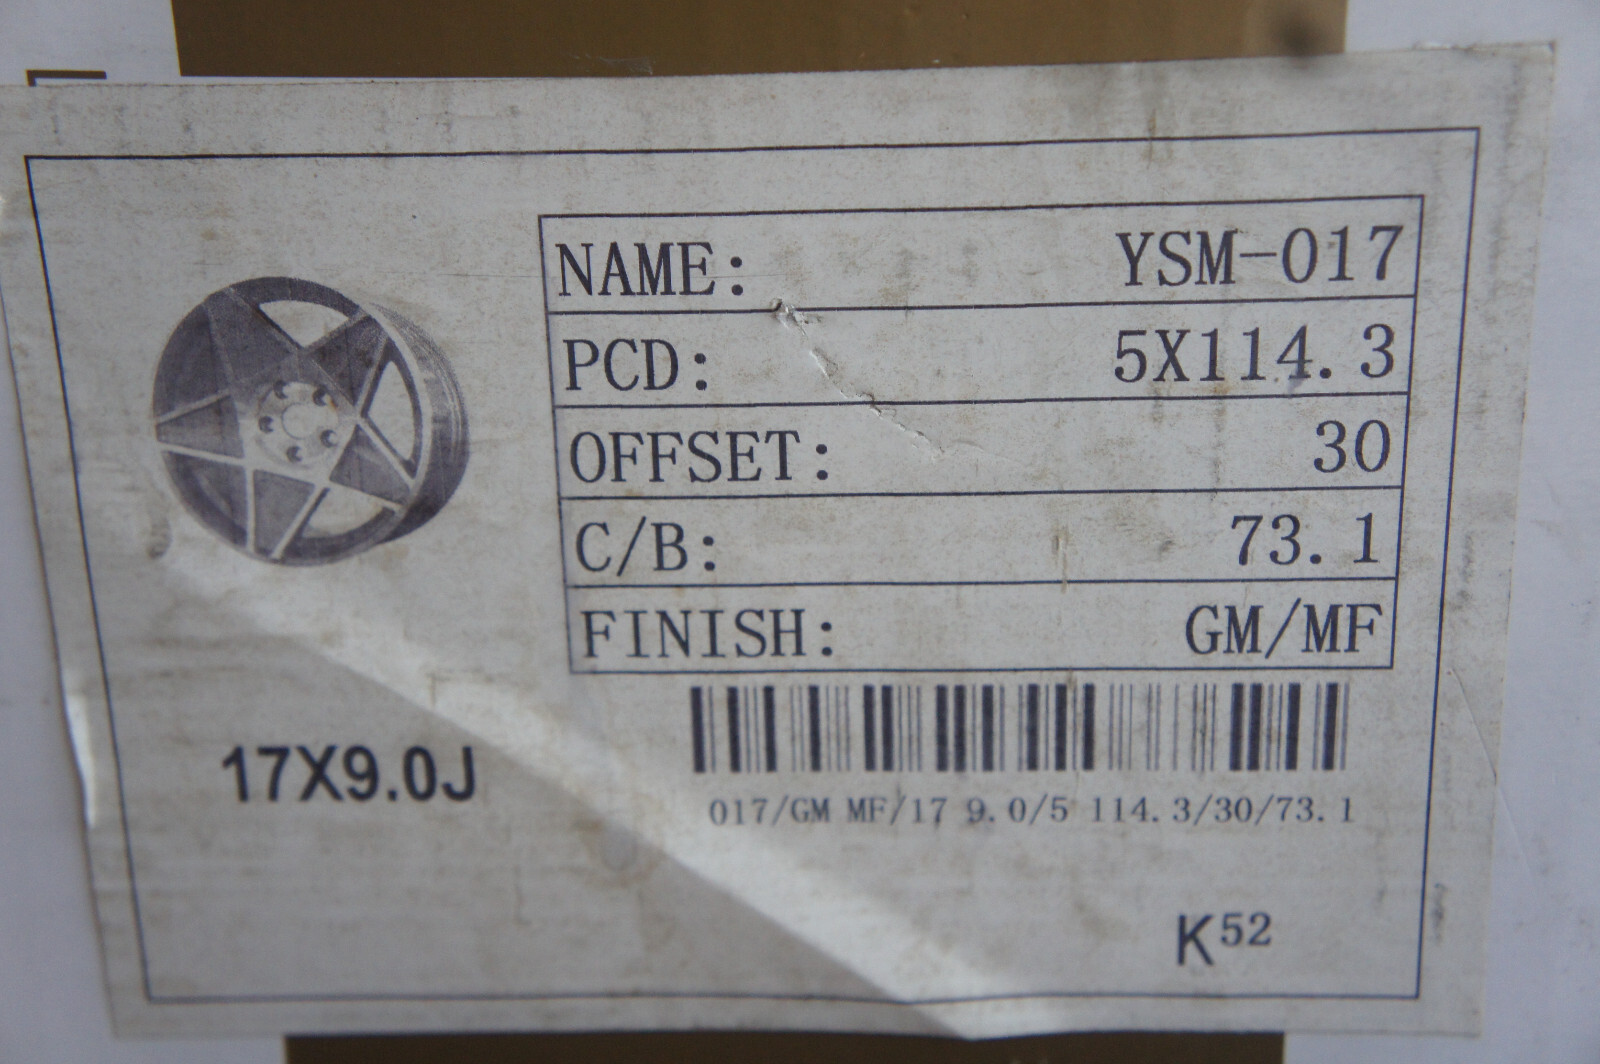 NAME: YSM-017
PCD: 5X114.3
OFFSET: 30
C/B: 73.1
FINISH: GM/MF
17X9.0J
017/GM MF/17 9.0/5 114.3/30/73.1
K52